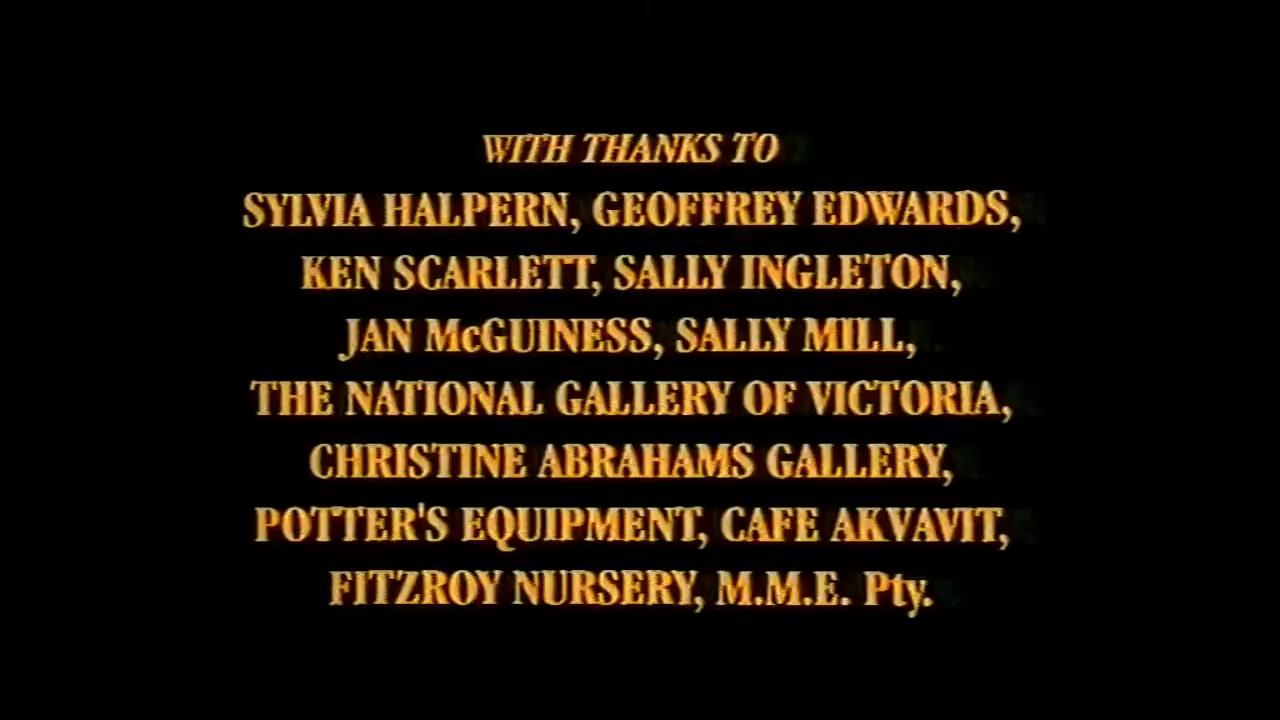 WITH THANKS TO
SYLVIA HALPERN, GEOFFREY EDWARDS,
KEN SCARLETT, SALLY INGLETON,
JAN McGUINESS, SALLY MILL,
THE NATIONAL GALLERY OF VICTORIA,
CHRISTINE ABRAHAMS GALLERY,
POTTER'S EQUIPMENT, CAFE AKVAVIT,
FITZROY NURSERY, M.M.E. Pty.